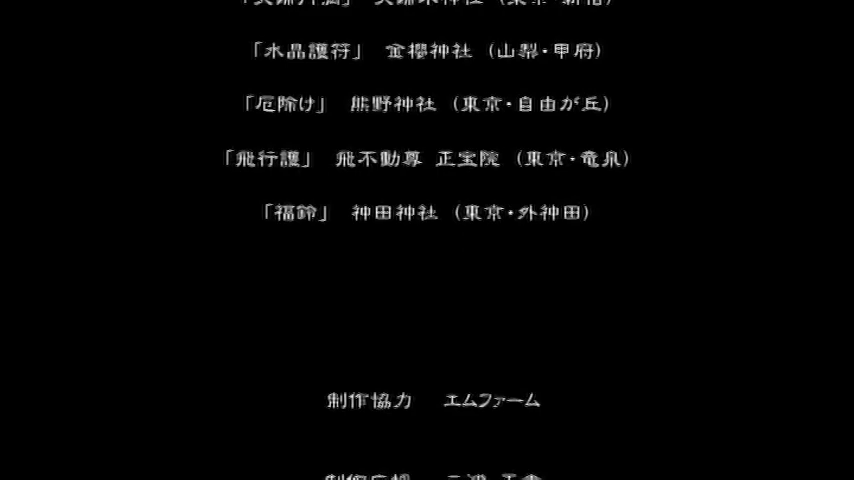 「水晶護符」 金櫻神社 (山梨・甲府)
「厄除け」 熊野神社 (東京・自由が丘)
「飛行護」 飛不動尊 正宝院 (東京・竜泉)
「福鈴」 神田神社 (東京・外神田)
制作協力 エムファーム